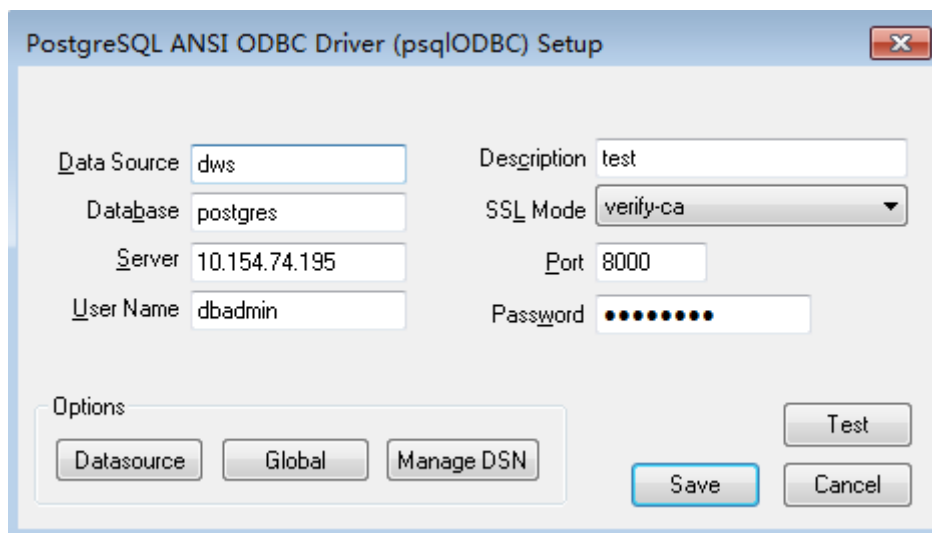 PostgreSQL ANSI ODBC Driver (psqlODBC) Setup
Data Source dws
Description test
Database postgres
SSL Mode verify-ca
Server 10.154.74.195
Port 8000
User Name dbadmin
Password ●●●●●●●●
Options
Datasource Global Manage DSN
Test
Save Cancel